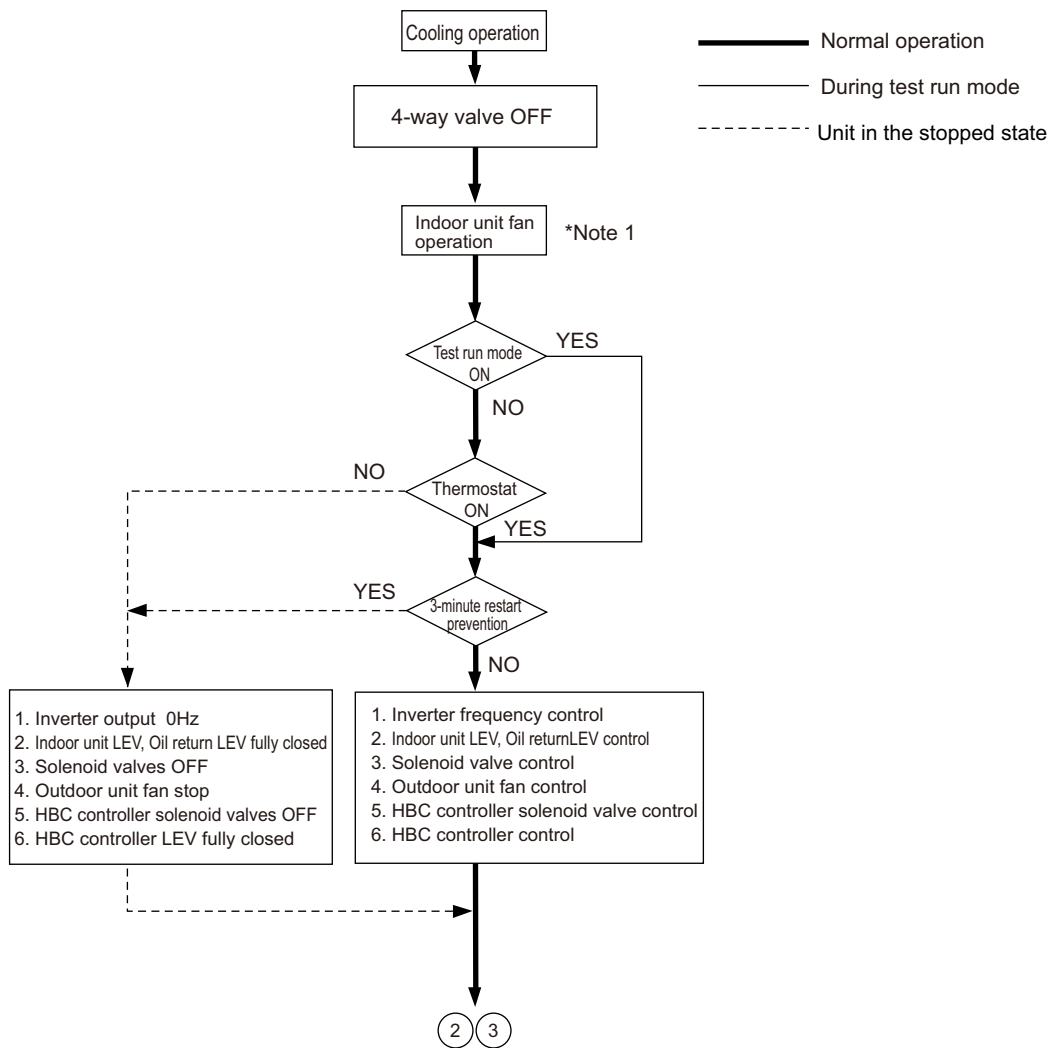 Cooling operation
Normal operation
During test run mode
Unit in the stopped state
4-way valve OFF
Indoor unit fan
operation
*Note 1
Test run mode
ON
YES
NO
NO
Thermostat
ON
YES
YES
3-minute restart
prevention
NO
1. Inverter output 0Hz
2. Indoor unit LEV, Oil return LEV fully closed
3. Solenoid valves OFF
4. Outdoor unit fan stop
5. HBC controller solenoid valves OFF
6. HBC controller LEV fully closed
1. Inverter frequency control
2. Indoor unit LEV, Oil returnLEV control
3. Solenoid valve control
4. Outdoor unit fan control
5. HBC controller solenoid valve control
6. HBC controller control
2 3